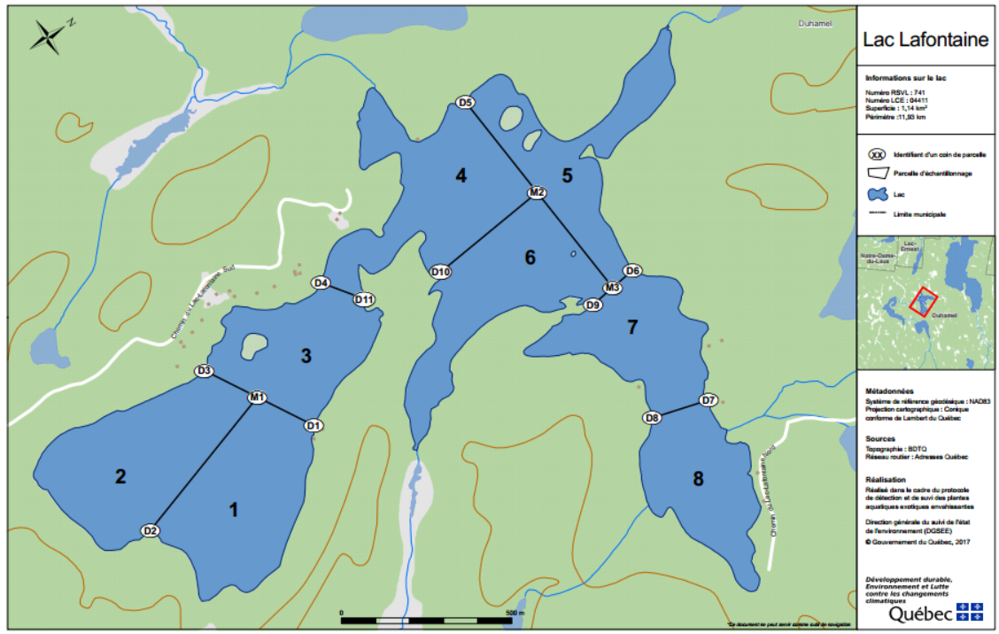 Duhamel
N
D5
4
5
M2
D10
6
D4
D11
D6
M3
D9
7
Chemin du Lac-Lafontaine Sud
3
D3
M1
D1
D7
D8
2
8
1
D2
Chemin du Lac-Lafontaine Nord
0
500 m
*Ce document ne peut servir comme outil de navigation
Lac Lafontaine
Informations sur le lac
Numéro RSVL : 741
Numéro LCE : 04411
Superficie : 1,14 km²
Périmètre :11,93 km
XX
Identifiant d'un coin de parcelle
Parcelle d'échantillonnage
Lac
Limite municipale
Lac-
Ernest
Notre-Dame-
du-Laus
Duhamel
Métadonnées
Système de référence géodésique : NAD83
Projection cartographique : Conique
conforme de Lambert du Québec
Sources
Topographie : BDTQ
Réseau routier : Adresses Québec
Réalisation
Réalisé dans le cadre du protocole
de détection et de suivi des plantes
aquatiques exotiques envahissantes
Direction générale du suivi de l'état
de l'environnement (DGSEE)
© Gouvernement du Québec, 2017
Développement durable,
Environnement et Lutte
contre les changements
climatiques
Québec